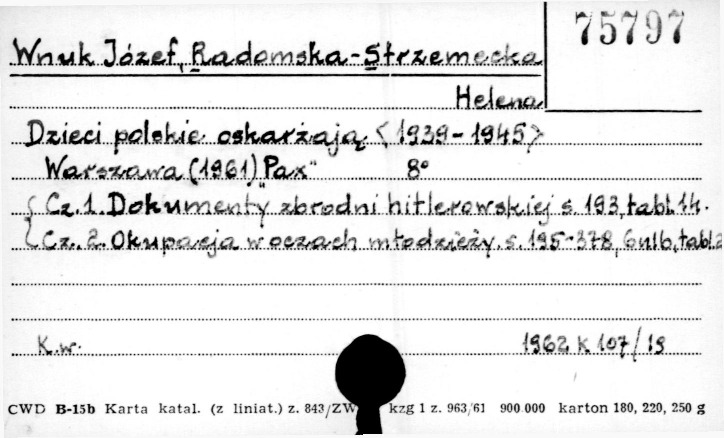 75797
Wnuk Józef, Radomska-Strzemecka
Helena
Dzieci polskie oskarżają <1939-1945>
Warszawa (1961) "Pax" 8°
{ Cz. 1. Dokumenty zbrodni hitlerowskiej s. 193, tabl. 14.
{ Cz. 2. Okupacja w oczach młodzieży. s. 195-378, 6 nlb, tabl. 2
K.w. 1962 K 107/19
CWD B-15b Karta katal. (z liniat.) z. 843/ZW kzg 1 z. 963/61 900.000 karton 180, 220, 250 g